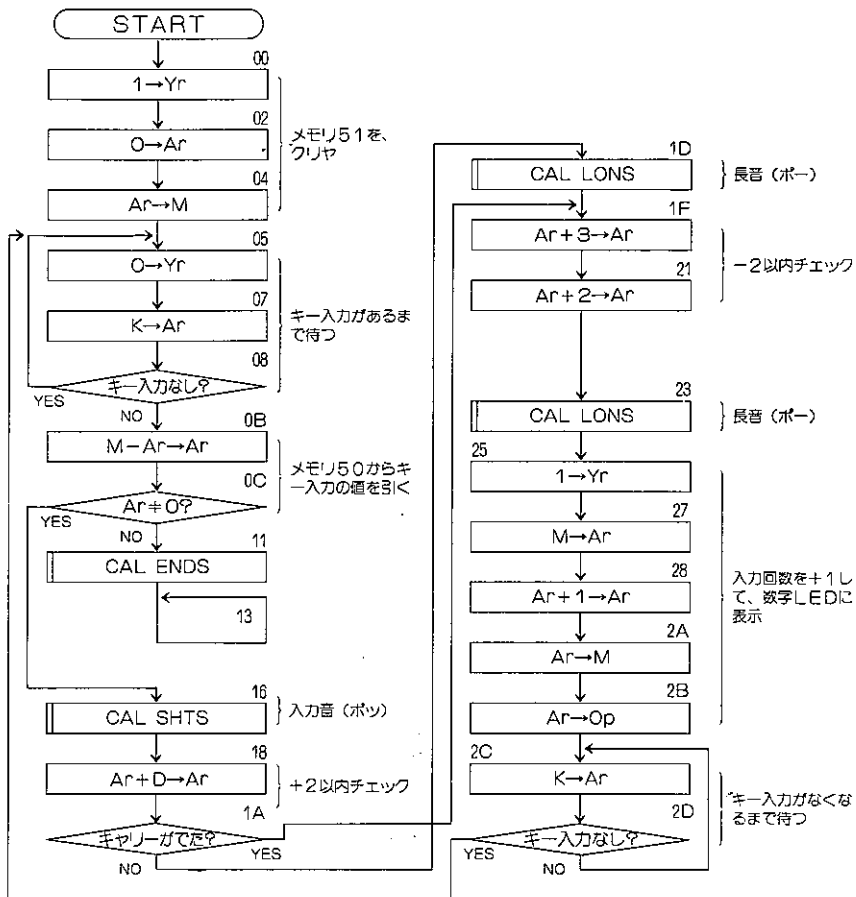 START
00
1→Yr
02
0→Ar
04
Ar→M
メモリ51を、
クリヤ
05
0→Yr
07
K→Ar
08
キー入力なし?
YES
NO
キー入力があるま
で待つ
0B
M−Ar→Ar
0C
Ar≠0?
YES
NO
メモリ50からキ
ー入力の値を引く
11
CAL ENDS
13
16
CAL SHTS
入力音(ポッ)
18
Ar+D→Ar
+2以内チェック
1A
キャリーがでた?
YES
NO
1D
CAL LONS
長音(ポー)
1F
Ar+3→Ar
21
Ar+2→Ar
−2以内チェック
23
CAL LONS
長音(ポー)
25
1→Yr
27
M→Ar
28
Ar+1→Ar
2A
Ar→M
2B
Ar→Op
入力回数を+1し
て、数字LEDに
表示
2C
K→Ar
2D
キー入力なし?
YES
NO
キー入力がなくな
るまで待つ